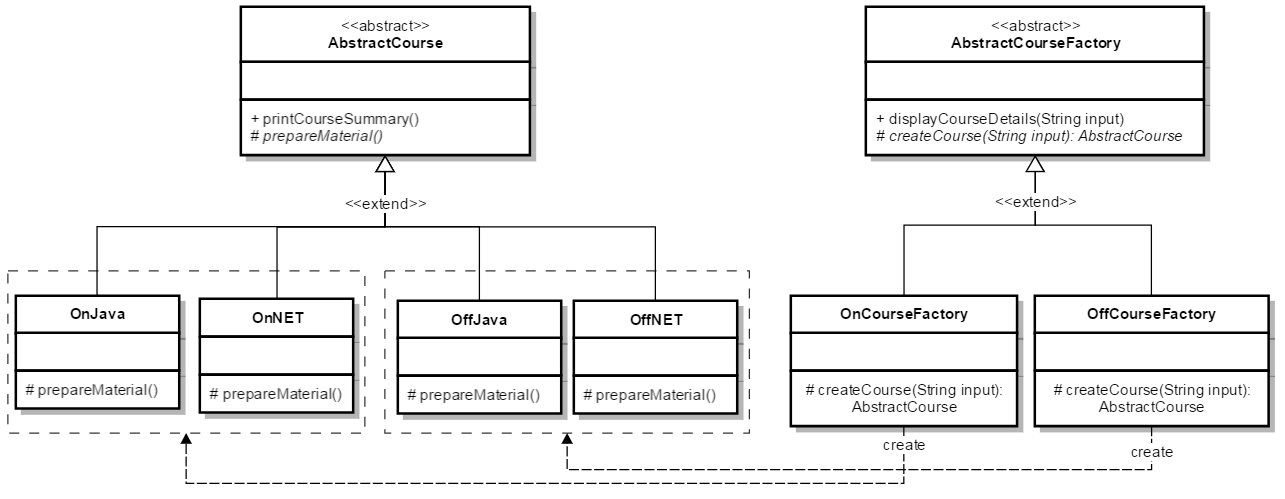 <<abstract>>
AbstractCourse
+ printCourseSummary()
# prepareMaterial()
<<abstract>>
AbstractCourseFactory
+ displayCourseDetails(String input)
# createCourse(String input): AbstractCourse
<<extend>>
<<extend>>
OnJava
# prepareMaterial()
OnNET
# prepareMaterial()
OffJava
# prepareMaterial()
OffNET
# prepareMaterial()
OnCourseFactory
# createCourse(String input):
AbstractCourse
OffCourseFactory
# createCourse(String input):
AbstractCourse
create
create